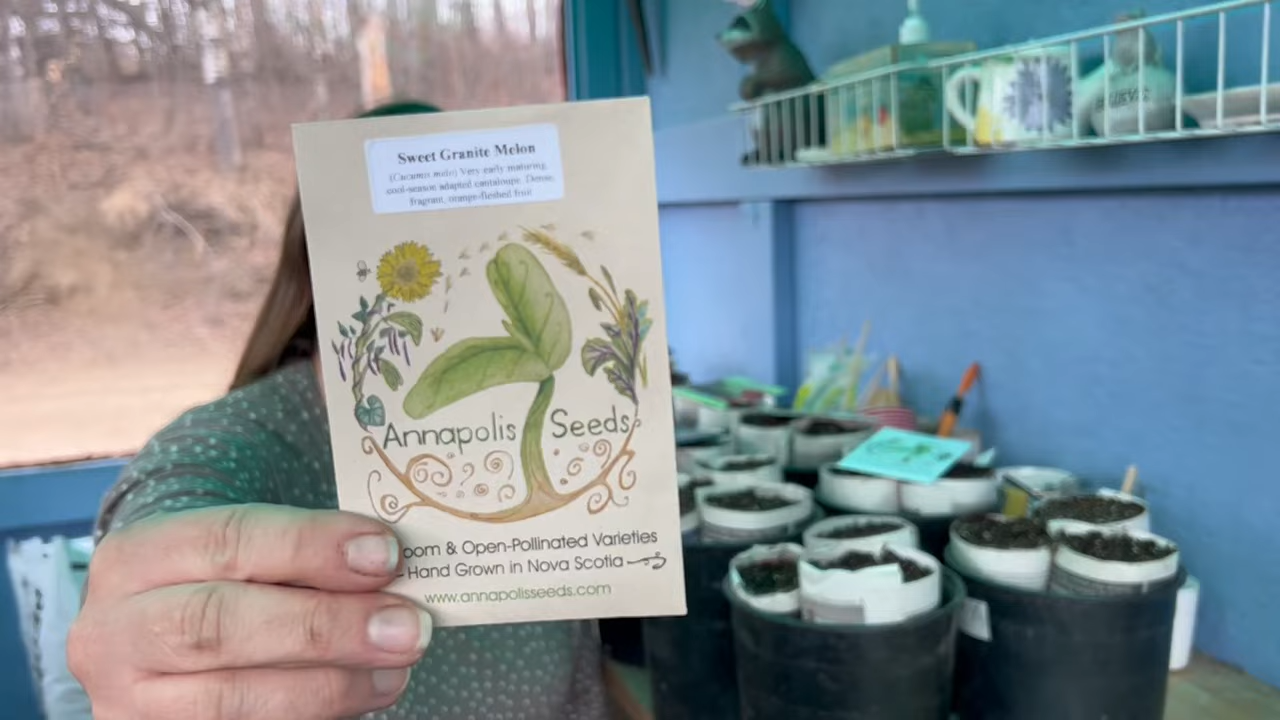 Sweet Granite Melon
(Cucumis melo) Very early maturing,
cool-season adapted cantaloupe. Dense,
fragrant, orange-fleshed fruit
Annapolis Seeds
oom & Open-Pollinated Varieties
Hand Grown in Nova Scotia
www.annapolisseeds.com